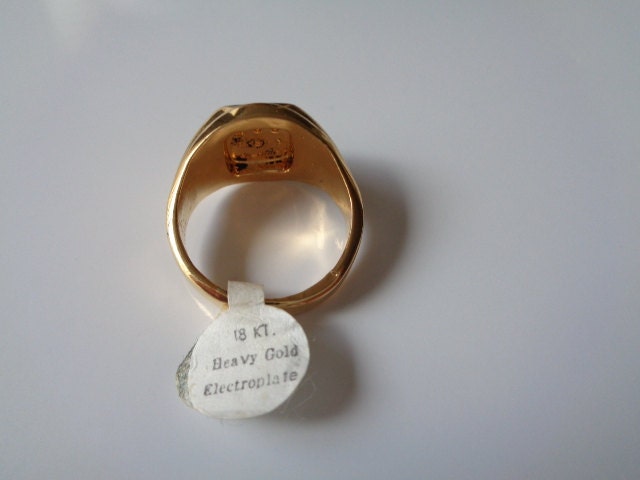 18 KT.
Heavy Gold
Electroplate